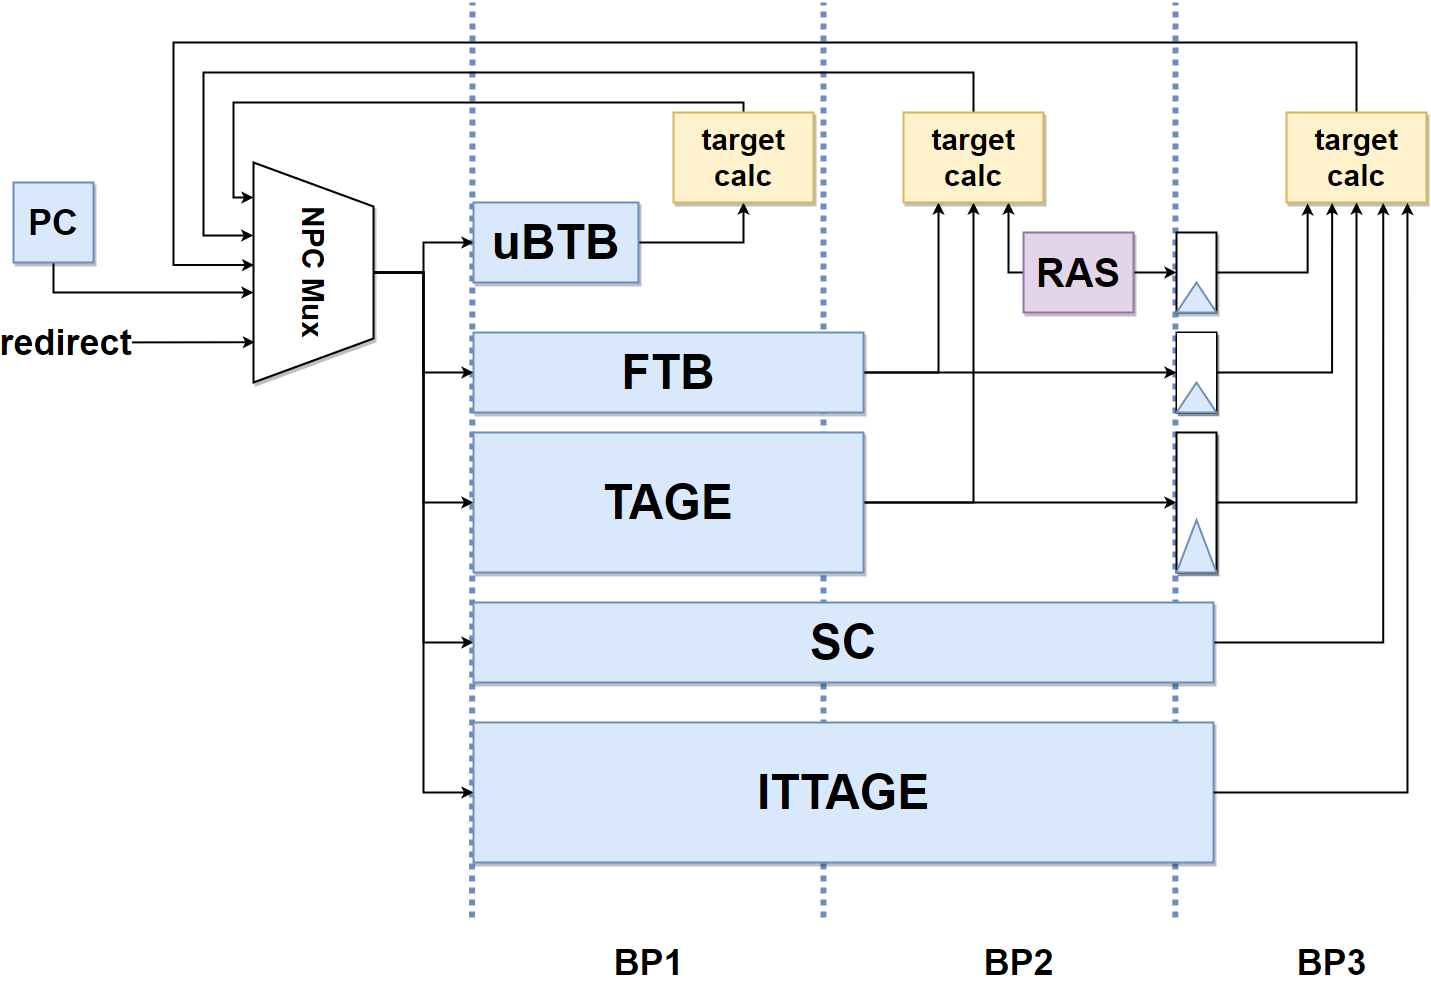 target
calc
target
calc
target
calc
PC
NPC Mux
uBTB
RAS
redirect
FTB
TAGE
SC
ITTAGE
BP1
BP2
BP3